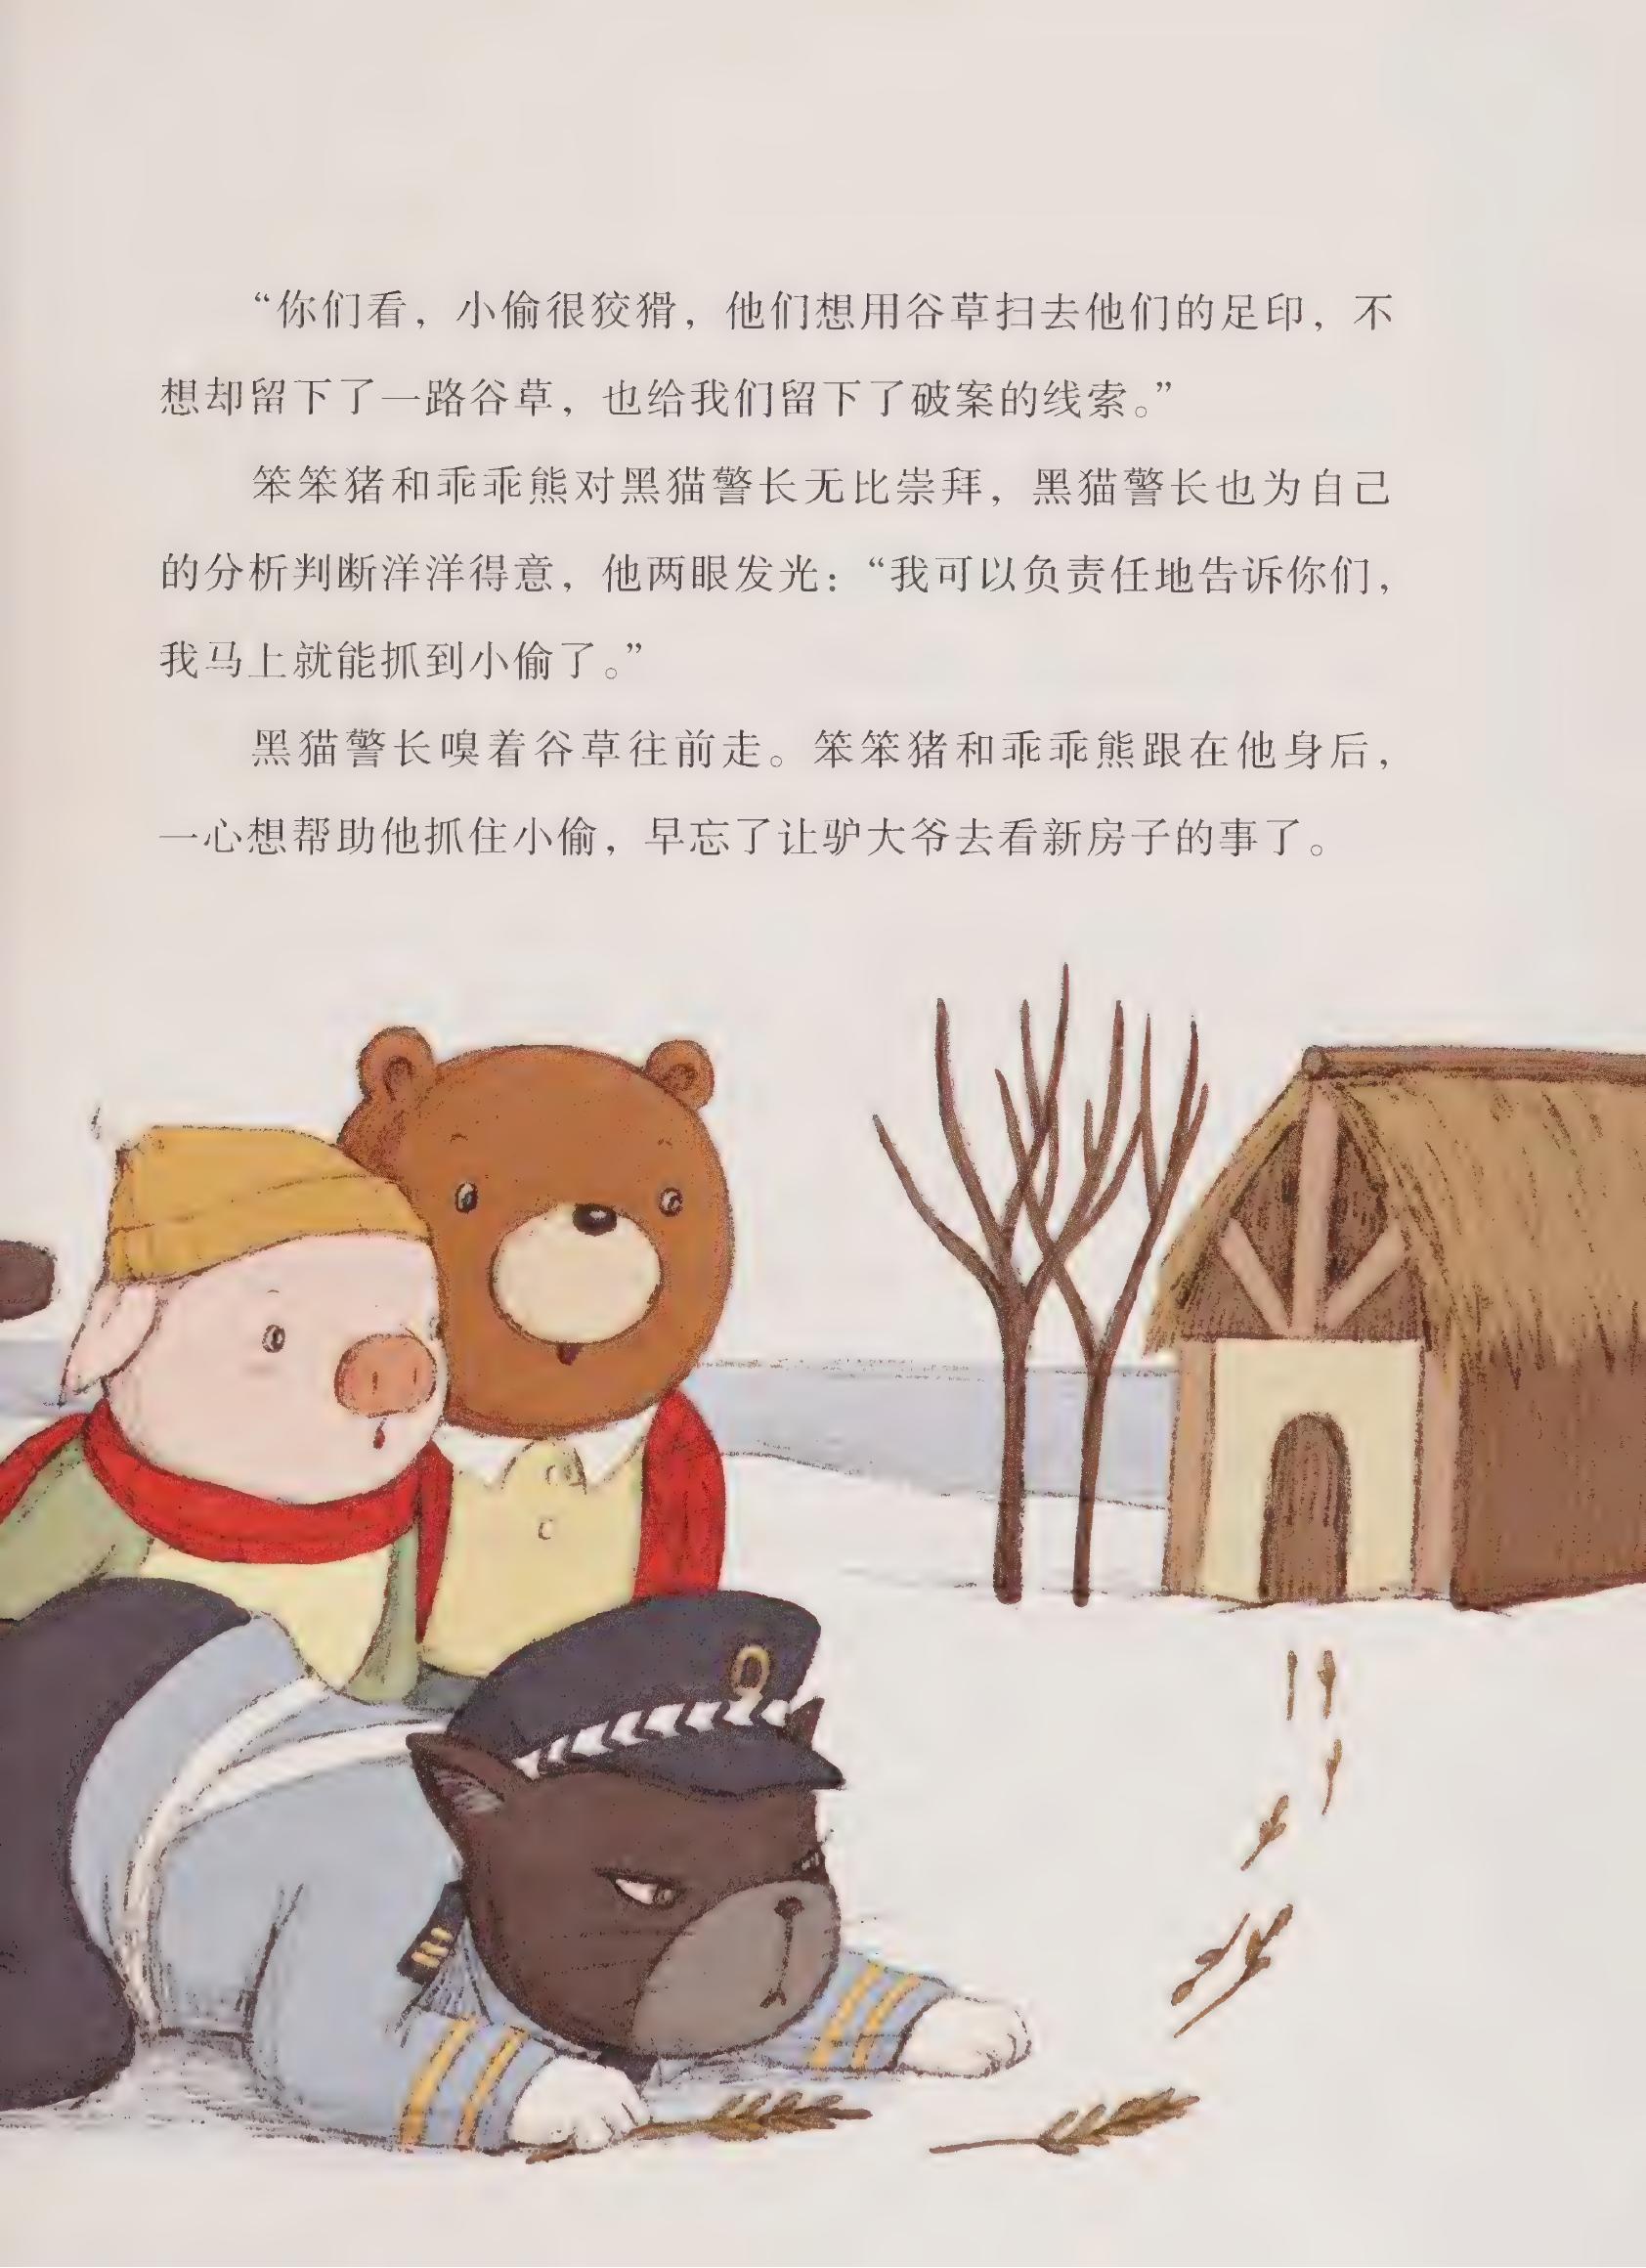 “你们看，小偷很狡猾，他们想用谷草扫去他们的足印，不
想却留下了一路谷草，也给我们留下了破案的线索。”
笨笨猪和乖乖熊对黑猫警长无比崇拜，黑猫警长也为自己
的分析判断洋洋得意，他两眼发光：“我可以负责任地告诉你们，
我马上就能抓到小偷了。”
黑猫警长嗅着谷草往前走。笨笨猪和乖乖熊跟在他身后，
一心想帮助他抓住小偷，早忘了让驴大爷去看新房子的事了。